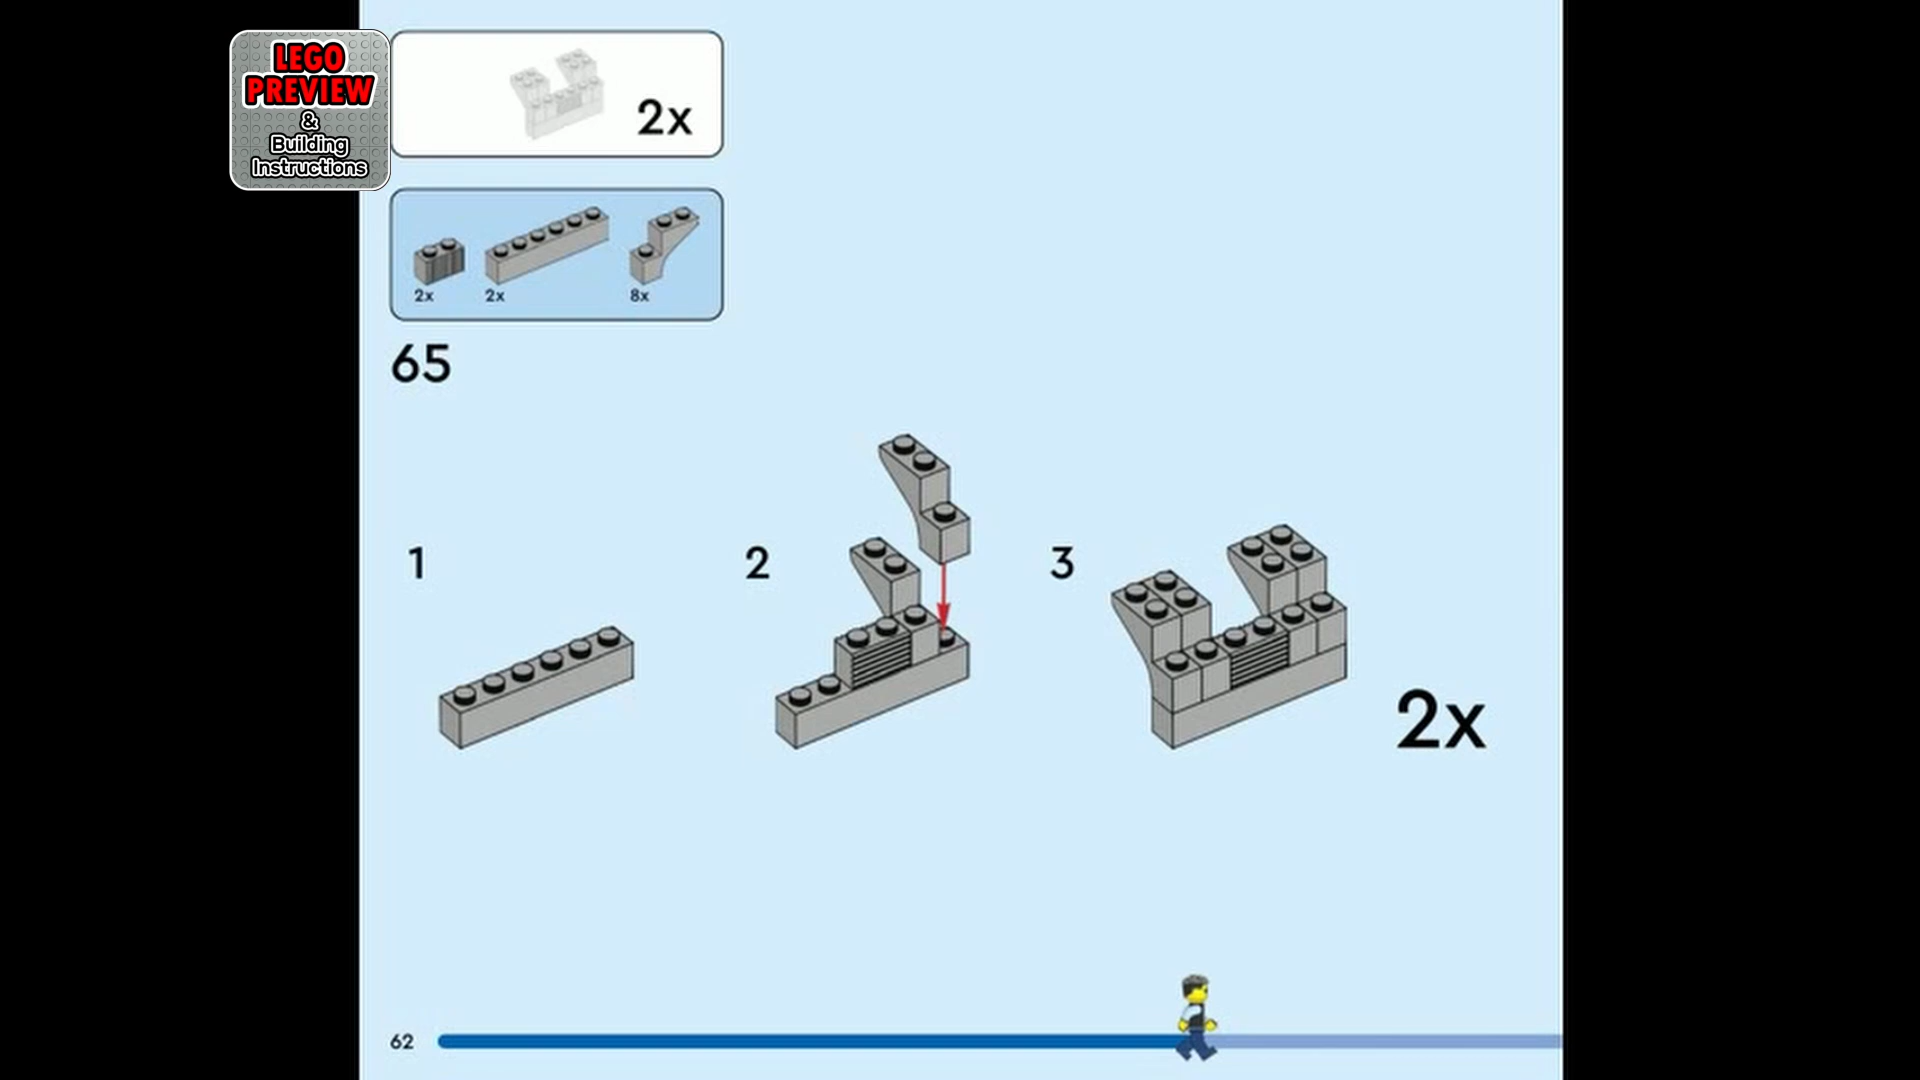 LEGO
PREVIEW
&
Building
Instructions
2x
2x 2x 8x
65
1 2 3
2x
62